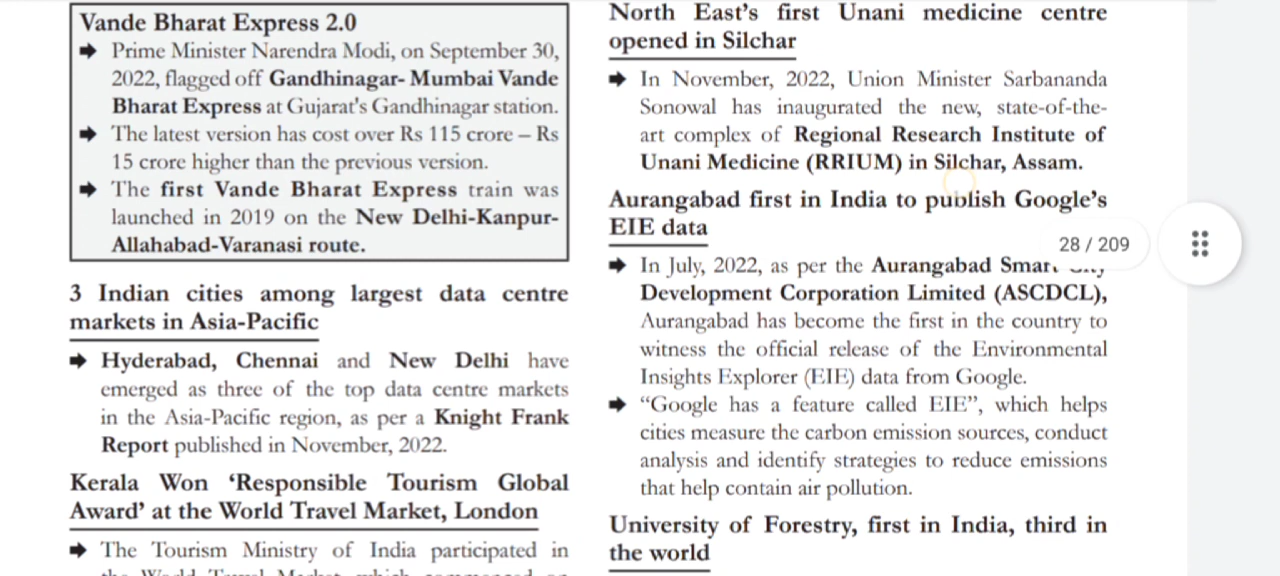 Vande Bharat Express 2.0
➔ Prime Minister Narendra Modi, on September 30,
2022, flagged off Gandhinagar- Mumbai Vande
Bharat Express at Gujarat's Gandhinagar station.
➔ The latest version has cost over Rs 115 crore – Rs
15 crore higher than the previous version.
➔ The first Vande Bharat Express train was
launched in 2019 on the New Delhi-Kanpur-
Allahabad-Varanasi route.
3 Indian cities among largest data centre
markets in Asia-Pacific
➔ Hyderabad, Chennai and New Delhi have
emerged as three of the top data centre markets
in the Asia-Pacific region, as per a Knight Frank
Report published in November, 2022.
Kerala Won ‘Responsible Tourism Global
Award’ at the World Travel Market, London
➔ The Tourism Ministry of India participated in
North East’s first Unani medicine centre
opened in Silchar
➔ In November, 2022, Union Minister Sarbananda
Sonowal has inaugurated the new, state-of-the-
art complex of Regional Research Institute of
Unani Medicine (RRIUM) in Silchar, Assam.
Aurangabad first in India to publish Google’s
EIE data
28 / 209
➔ In July, 2022, as per the Aurangabad Smart
Development Corporation Limited (ASCDCL),
Aurangabad has become the first in the country to
witness the official release of the Environmental
Insights Explorer (EIE) data from Google.
➔ “Google has a feature called EIE”, which helps
cities measure the carbon emission sources, conduct
analysis and identify strategies to reduce emissions
that help contain air pollution.
University of Forestry, first in India, third in
the world